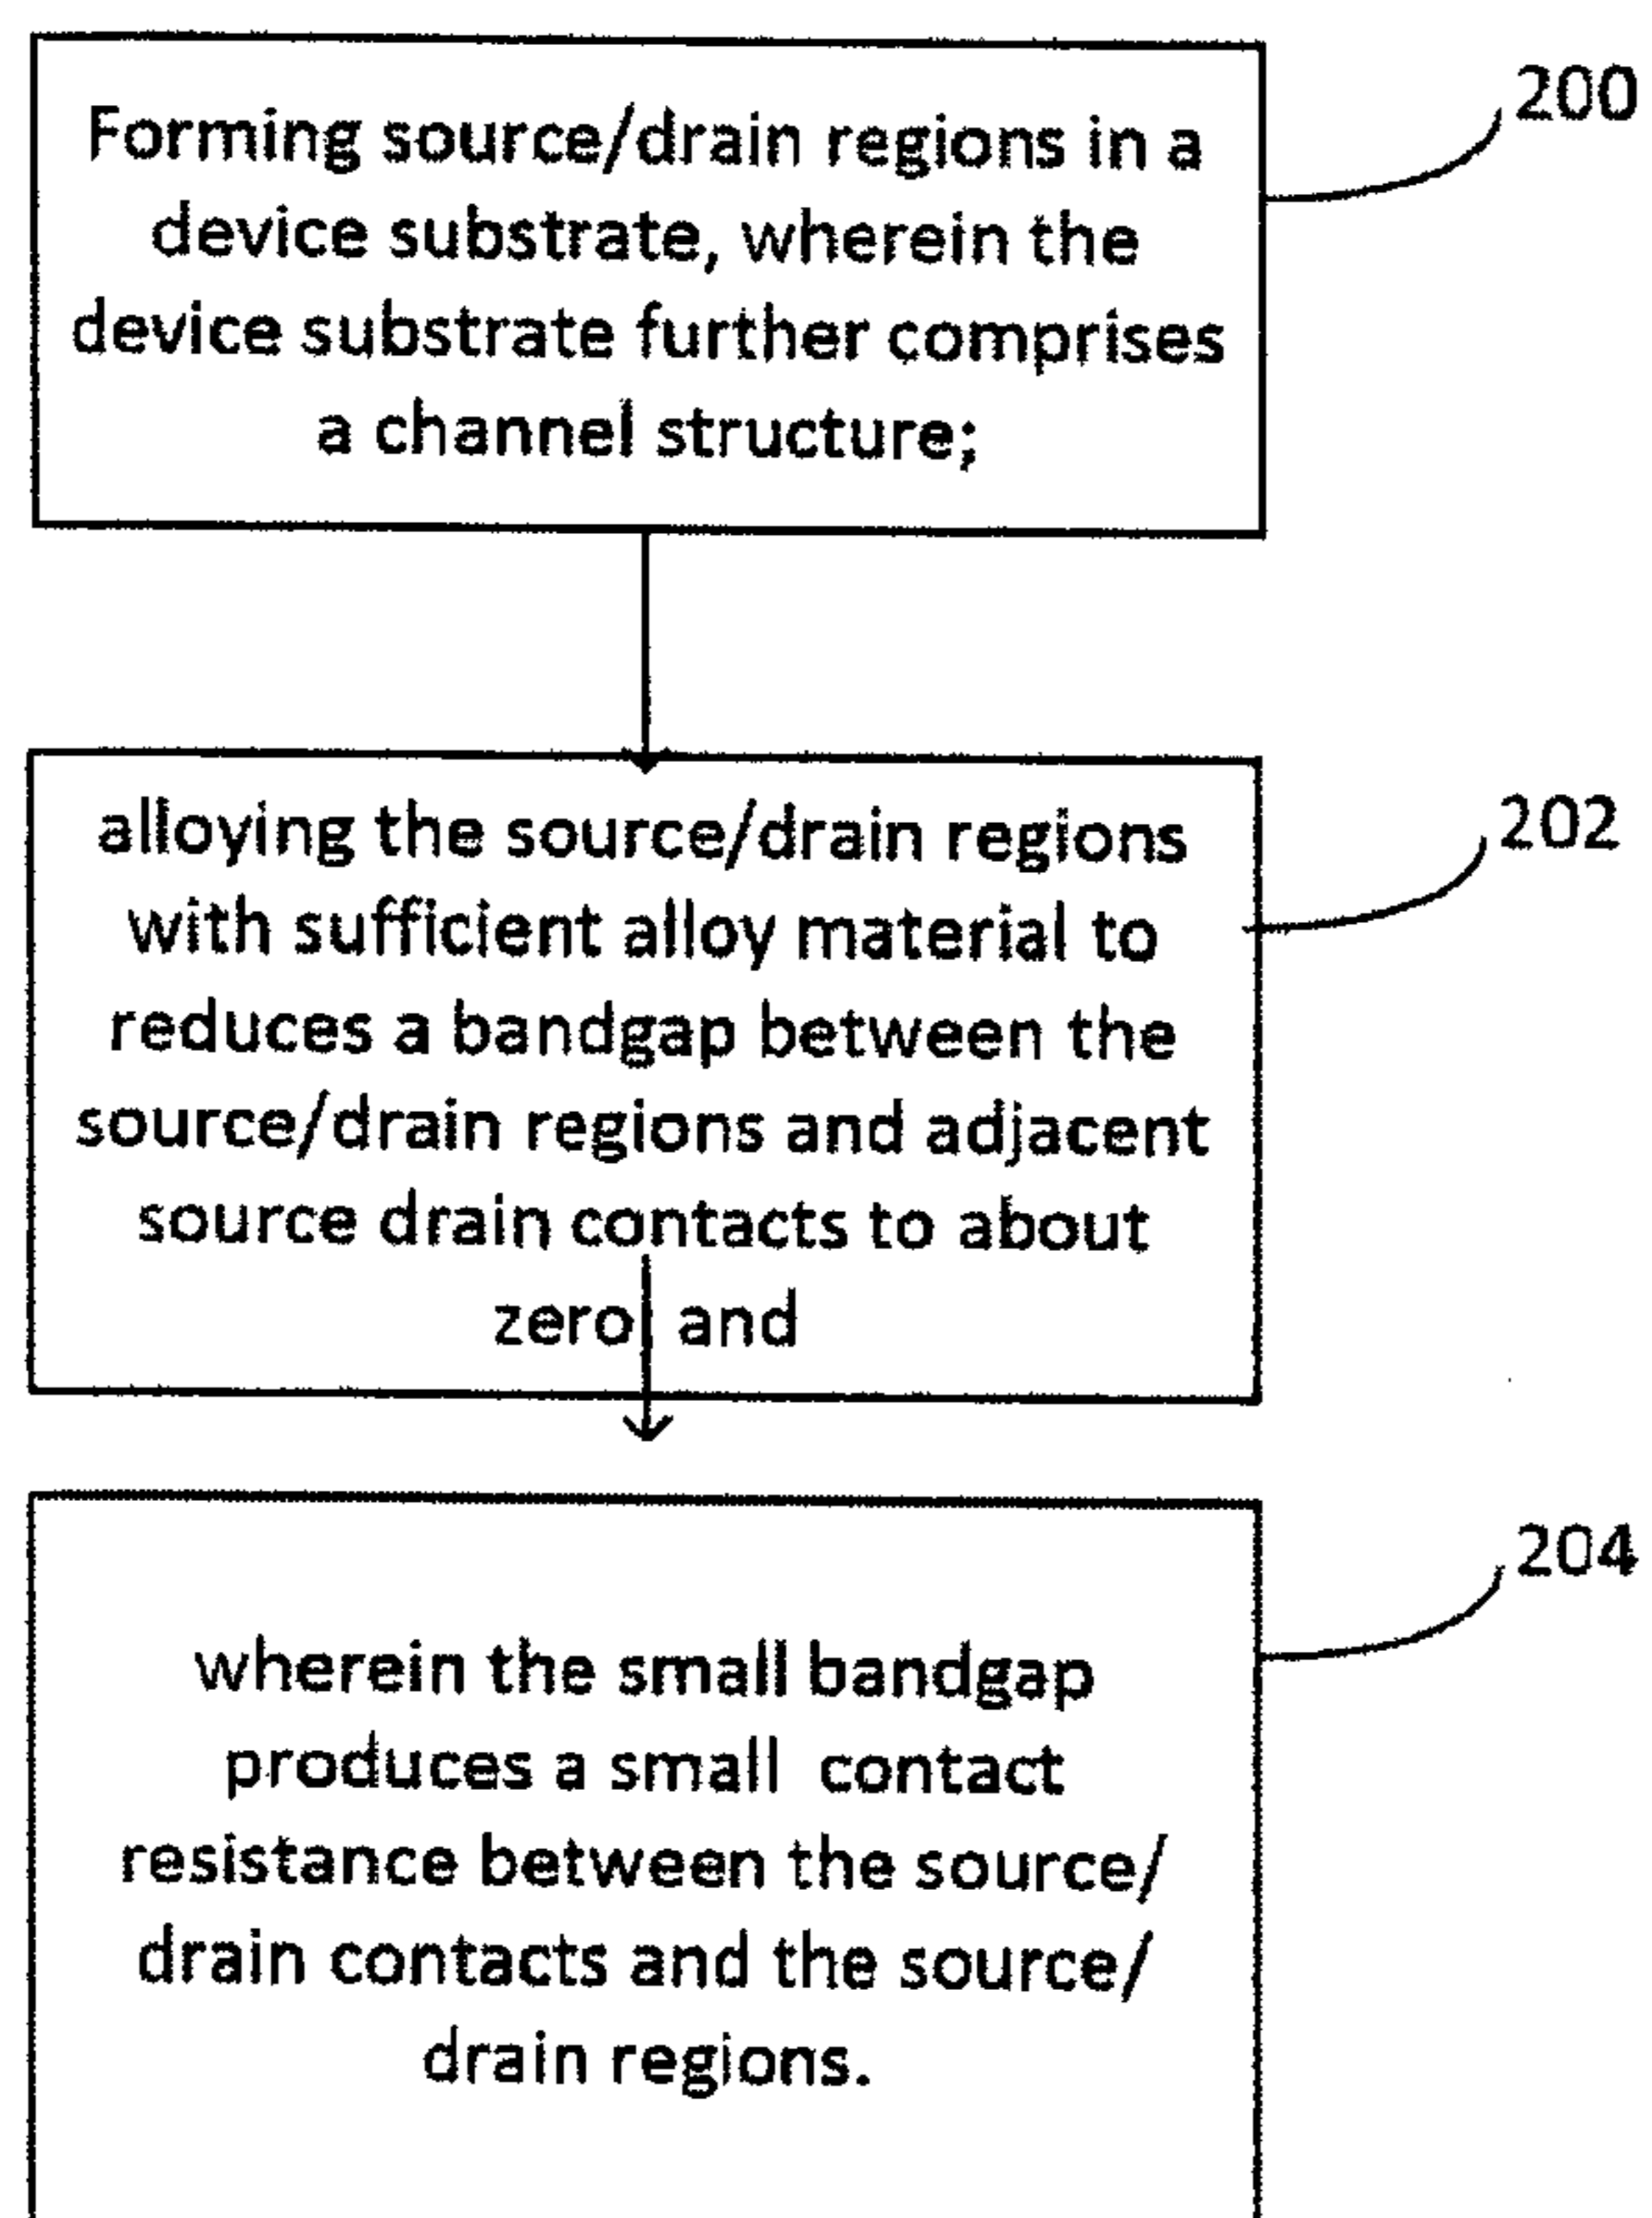 Forming source/drain regions in a
device substrate, wherein the
device substrate further comprises
a channel structure;
200
alloying the source/drain regions
with sufficient alloy material to
reduces a bandgap between the
source/drain regions and adjacent
source drain contacts to about
zero; and
202
wherein the small bandgap
produces a small contact
resistance between the source/
drain contacts and the source/
drain regions.
204